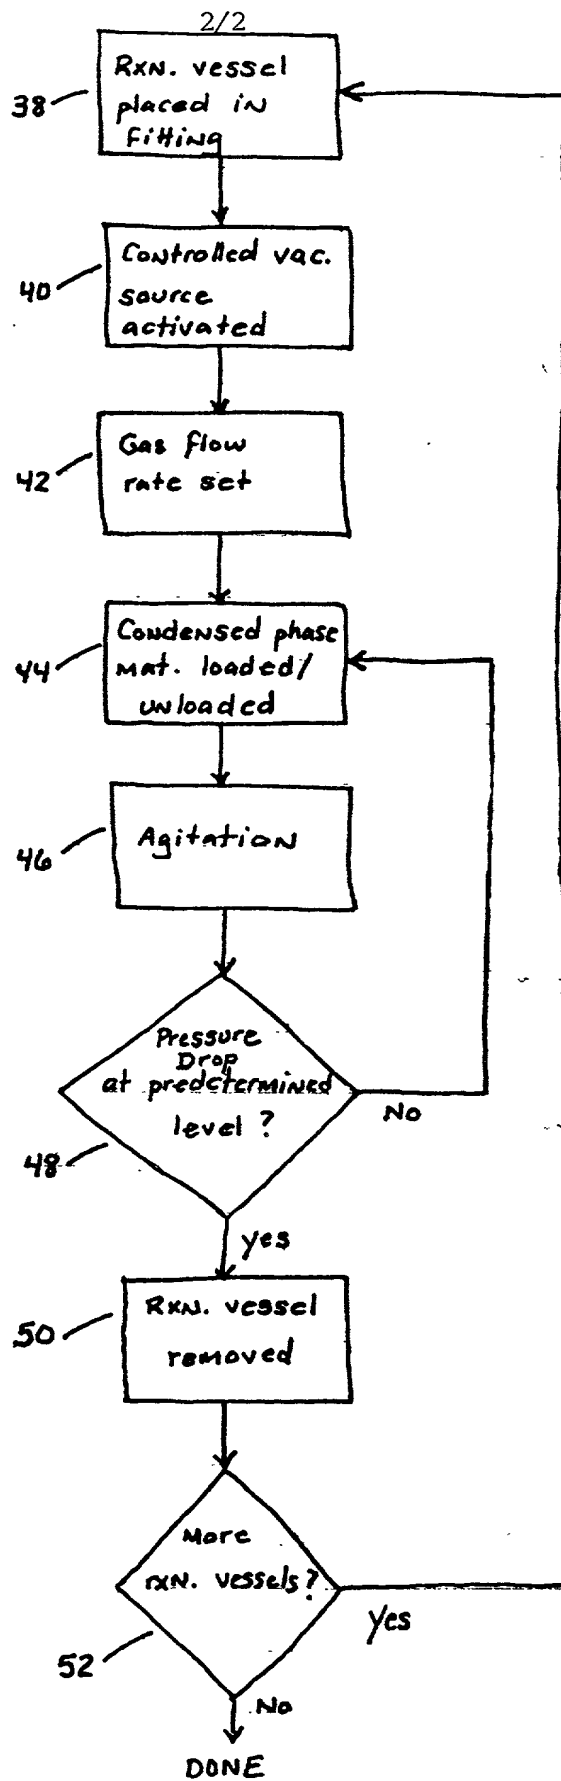 2/2
RXN. vessel
placed in
fitting
38
Controlled vac.
source
activated
40
Gas flow
rate set
42
Condensed phase
mat. loaded/
unloaded
44
Agitation
46
Pressure
Drop
at predetermined
level?
No
48
yes
RXN. vessel
removed
50
More
rxn. vessels?
Yes
52
No
DONE